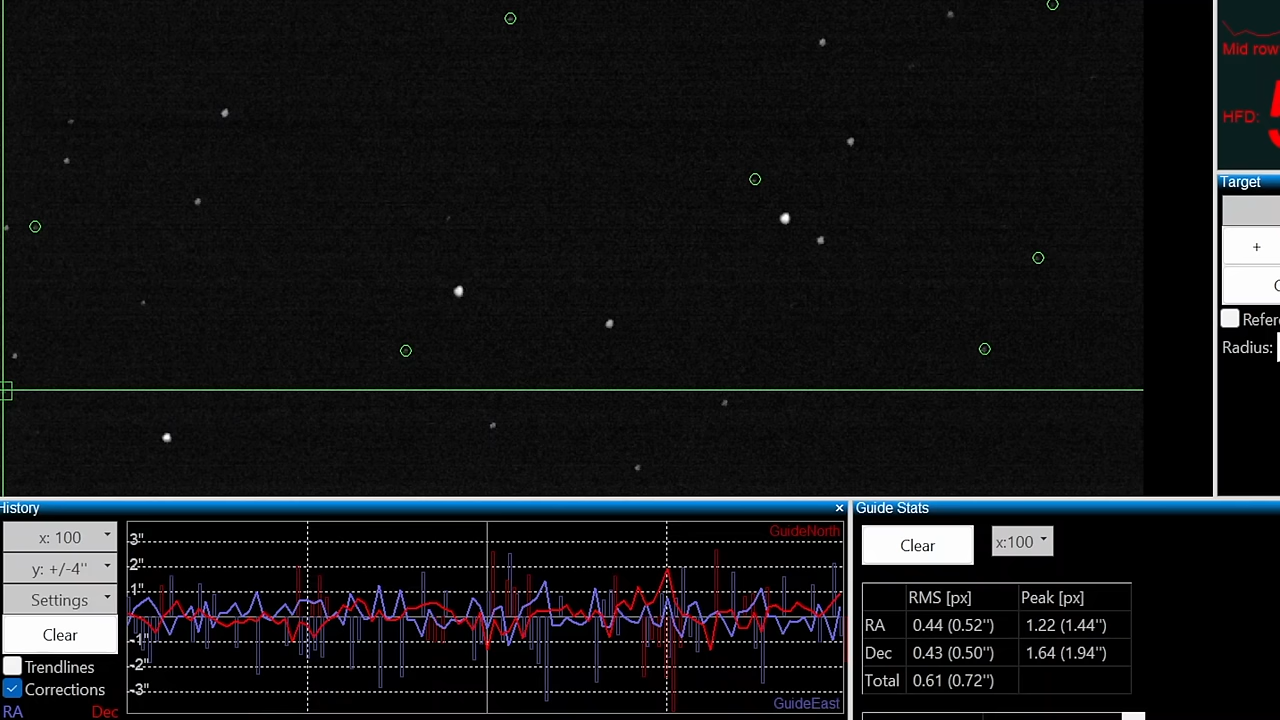 Mid row
HFD:
Target
+
Refer
Radius:
History
x: 100
y: +/-4"
Settings
Clear
Trendlines
Corrections
RA Dec
3"
2"
1"
-1"
-2"
-3"
GuideNorth
GuideEast
Guide Stats
Clear x:100
RMS [px] Peak [px]
RA 0.44 (0.52") 1.22 (1.44")
Dec 0.43 (0.50") 1.64 (1.94")
Total 0.61 (0.72")